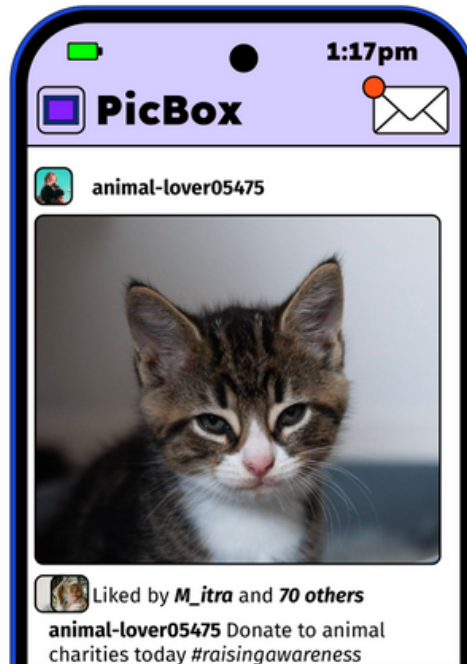 1:17pm
PicBox
animal-lover05475
Liked by M_itra and 70 others
animal-lover05475 Donate to animal
charities today #raisingawareness